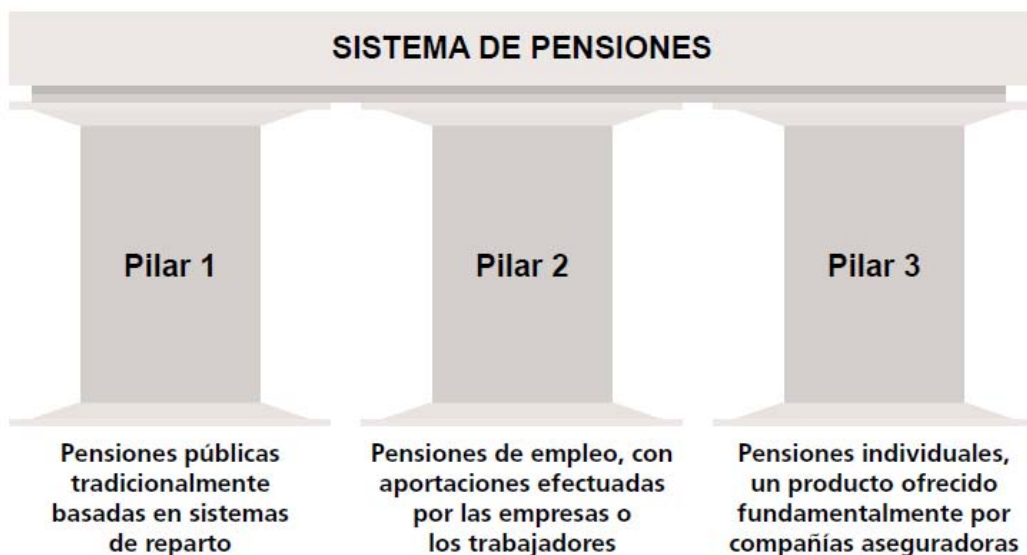 SISTEMA DE PENSIONES
Pilar 1
Pilar 2
Pilar 3
Pensiones públicas
tradicionalmente
basadas en sistemas
de reparto
Pensiones de empleo, con
aportaciones efectuadas
por las empresas o
los trabajadores
Pensiones individuales,
un producto ofrecido
fundamentalmente por
compañías aseguradoras